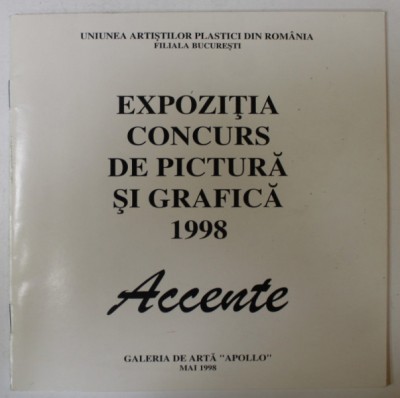 UNIUNEA ARTIŞTILOR PLASTICI DIN ROMÂNIA
FILIALA BUCUREŞTI
EXPOZIŢIA
CONCURS
DE PICTURĂ
ŞI GRAFICĂ
1998
Accente
GALERIA DE ARTĂ "APOLLO"
MAI 1998